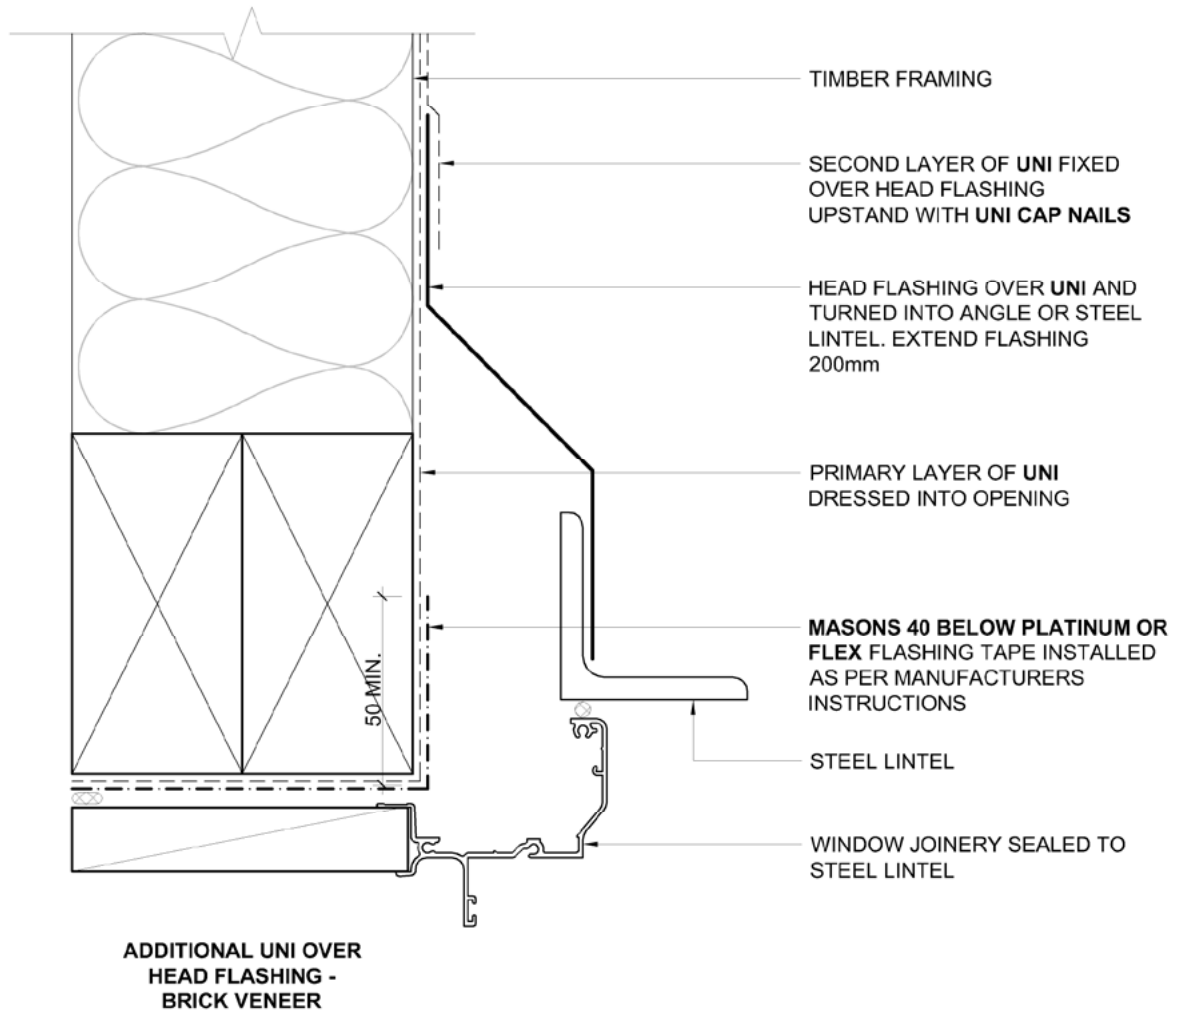 TIMBER FRAMING
SECOND LAYER OF UNI FIXED
OVER HEAD FLASHING
UPSTAND WITH UNI CAP NAILS
HEAD FLASHING OVER UNI AND
TURNED INTO ANGLE OR STEEL
LINTEL. EXTEND FLASHING
200mm
PRIMARY LAYER OF UNI
DRESSED INTO OPENING
50 MIN.
MASONS 40 BELOW PLATINUM OR
FLEX FLASHING TAPE INSTALLED
AS PER MANUFACTURERS
INSTRUCTIONS
STEEL LINTEL
WINDOW JOINERY SEALED TO
STEEL LINTEL
ADDITIONAL UNI OVER
HEAD FLASHING -
BRICK VENEER